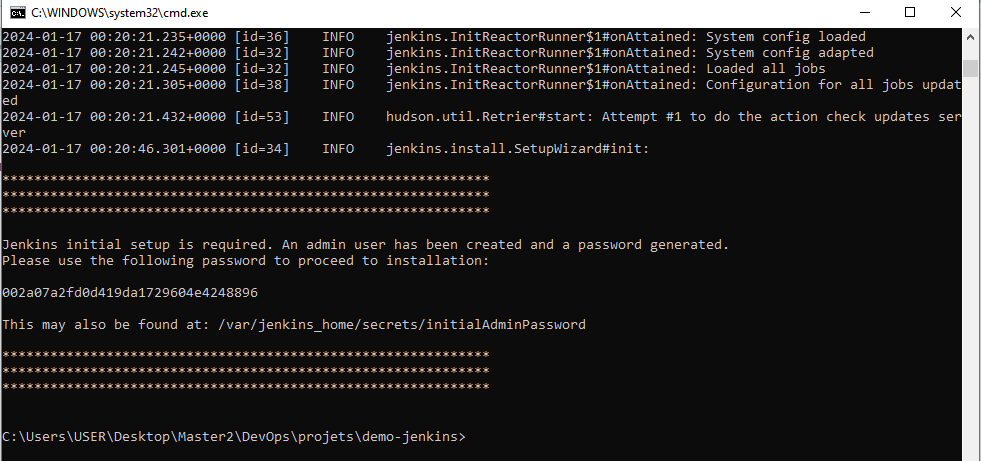 C:\WINDOWS\system32\cmd.exe
2024-01-17 00:20:21.235+0000 [id=36]    INFO    jenkins.InitReactorRunner$1#onAttained: System config loaded
2024-01-17 00:20:21.242+0000 [id=32]    INFO    jenkins.InitReactorRunner$1#onAttained: System config adapted
2024-01-17 00:20:21.245+0000 [id=32]    INFO    jenkins.InitReactorRunner$1#onAttained: Loaded all jobs
2024-01-17 00:20:21.305+0000 [id=38]    INFO    jenkins.InitReactorRunner$1#onAttained: Configuration for all jobs updat
ed
2024-01-17 00:20:21.432+0000 [id=53]    INFO    hudson.util.Retrier#start: Attempt #1 to do the action check updates ser
ver
2024-01-17 00:20:46.301+0000 [id=34]    INFO    jenkins.install.SetupWizard#init:
*************************************************************
*************************************************************
*************************************************************
Jenkins initial setup is required. An admin user has been created and a password generated.
Please use the following password to proceed to installation:
002a07a2fd0d419da1729604e4248896
This may also be found at: /var/jenkins_home/secrets/initialAdminPassword
*************************************************************
*************************************************************
*************************************************************
C:\Users\USER\Desktop\Master2\DevOps\projets\demo-jenkins>